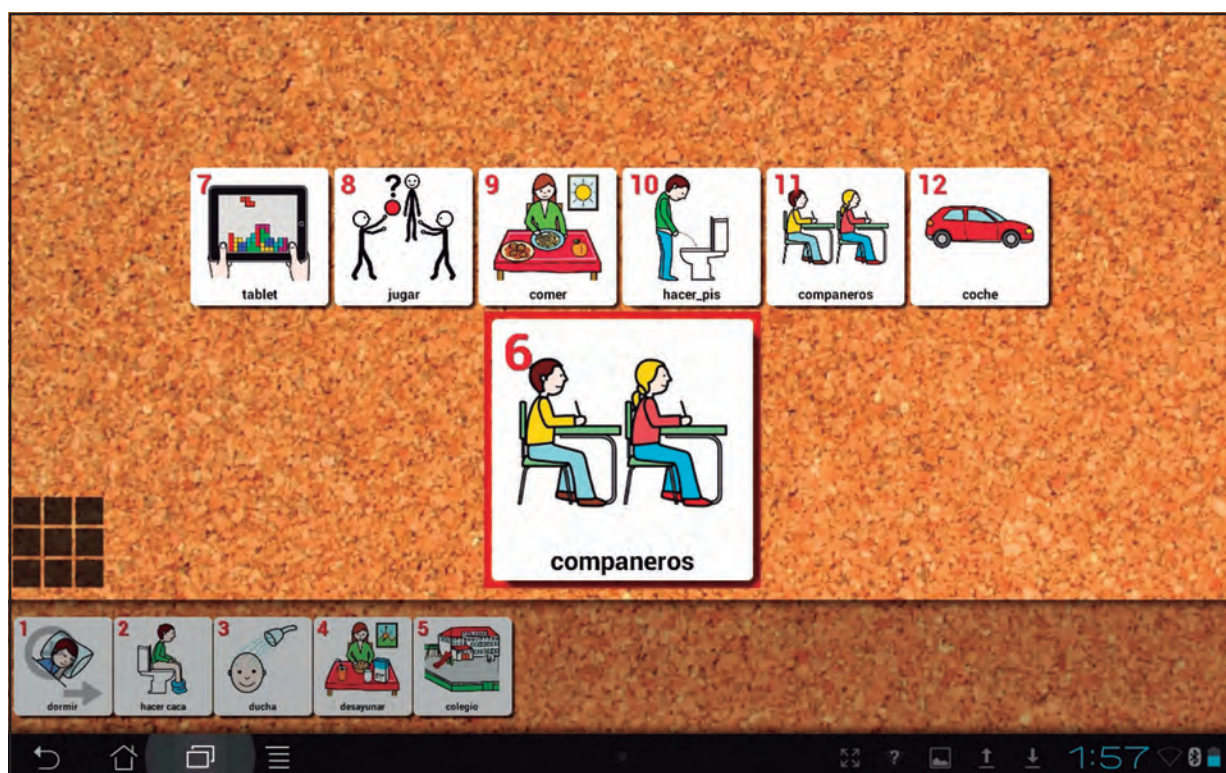 7 8 9 10 11 12
tablet jugar comer hacer_pis companeros coche
6
companeros
1 2 3 4 5
dormir hacer caca ducha desayunar colegio
? 1:57